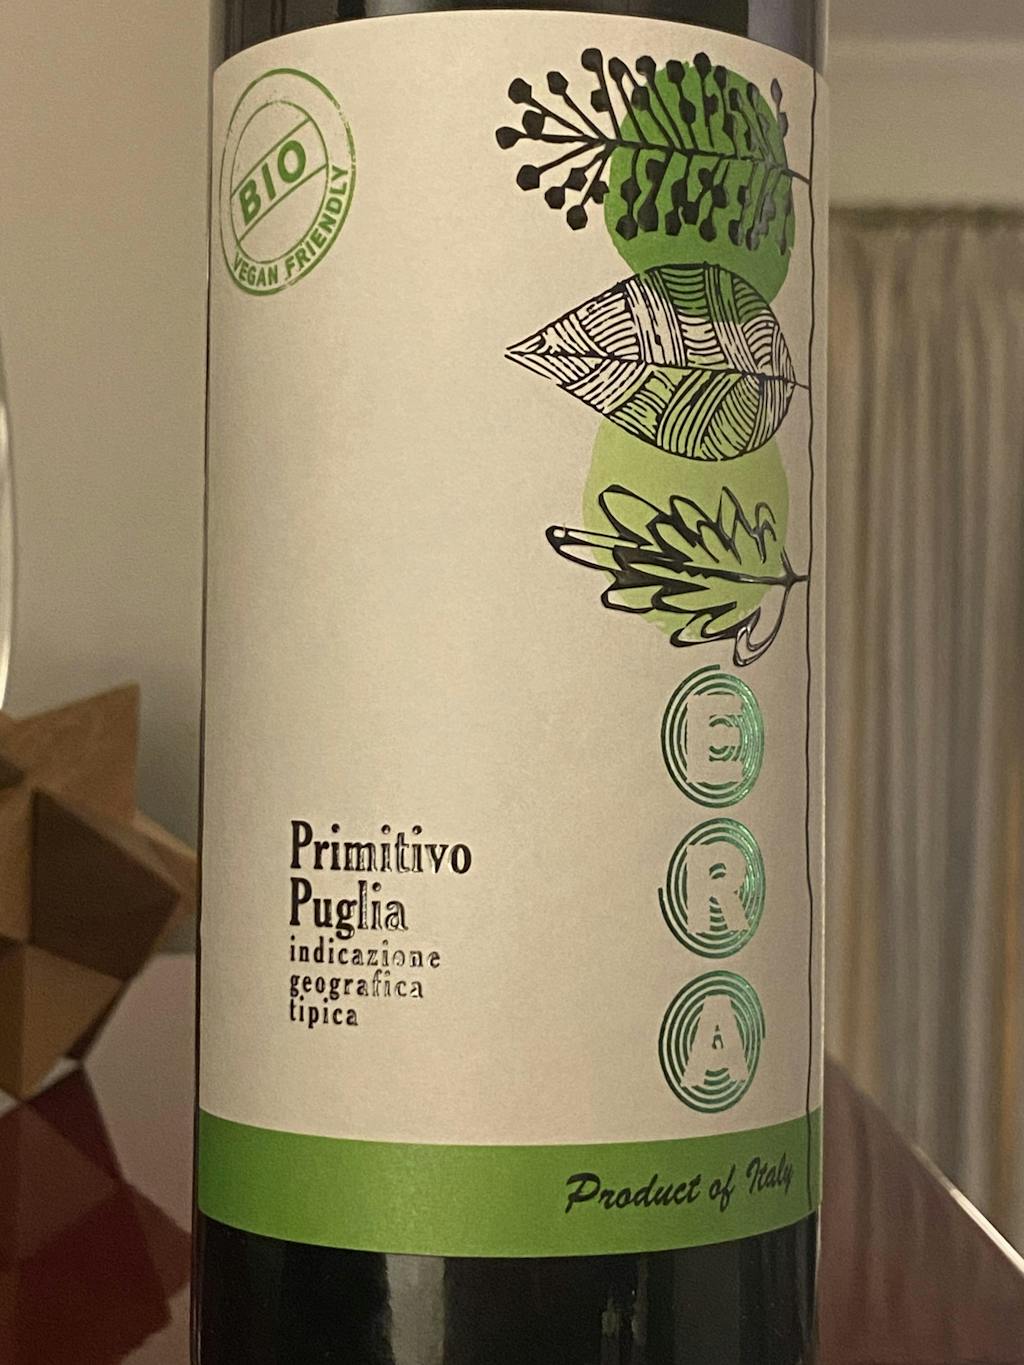 BIO
VEGAN FRIENDLY
E
R
A
Primitivo
Puglia
indicazione
geografica
tipica
Product of Italy